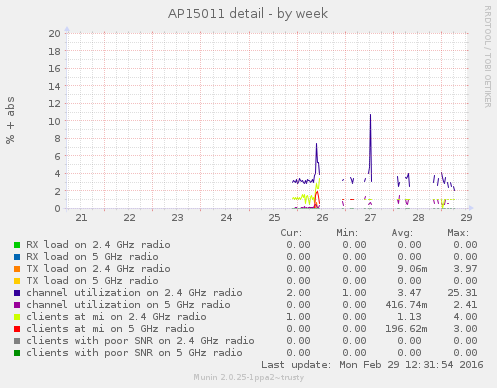 AP15011 detail - by week
RRDTOOL / TOBI OETIKER
% + abs
20
18
16
14
12
10
8
6
4
2
0
21 22 23 24 25 26 27 28 29
Cur: Min: Avg: Max:
RX load on 2.4 GHz radio 0.00 0.00 0.00 0.00
RX load on 5 GHz radio 0.00 0.00 0.00 0.00
TX load on 2.4 GHz radio 0.00 0.00 9.06m 3.97
TX load on 5 GHz radio 0.00 0.00 0.00 0.00
channel utilization on 2.4 GHz radio 2.00 1.00 3.47 25.31
channel utilization on 5 GHz radio 0.00 0.00 416.74m 2.41
clients at mi on 2.4 GHz radio 1.00 0.00 1.13 4.00
clients at mi on 5 GHz radio 0.00 0.00 196.62m 3.00
clients with poor SNR on 2.4 GHz radio 0.00 0.00 0.00 0.00
clients with poor SNR on 5 GHz radio 0.00 0.00 0.00 0.00
Last update: Mon Feb 29 12:31:54 2016
Munin 2.0.25-1ppa2~trusty